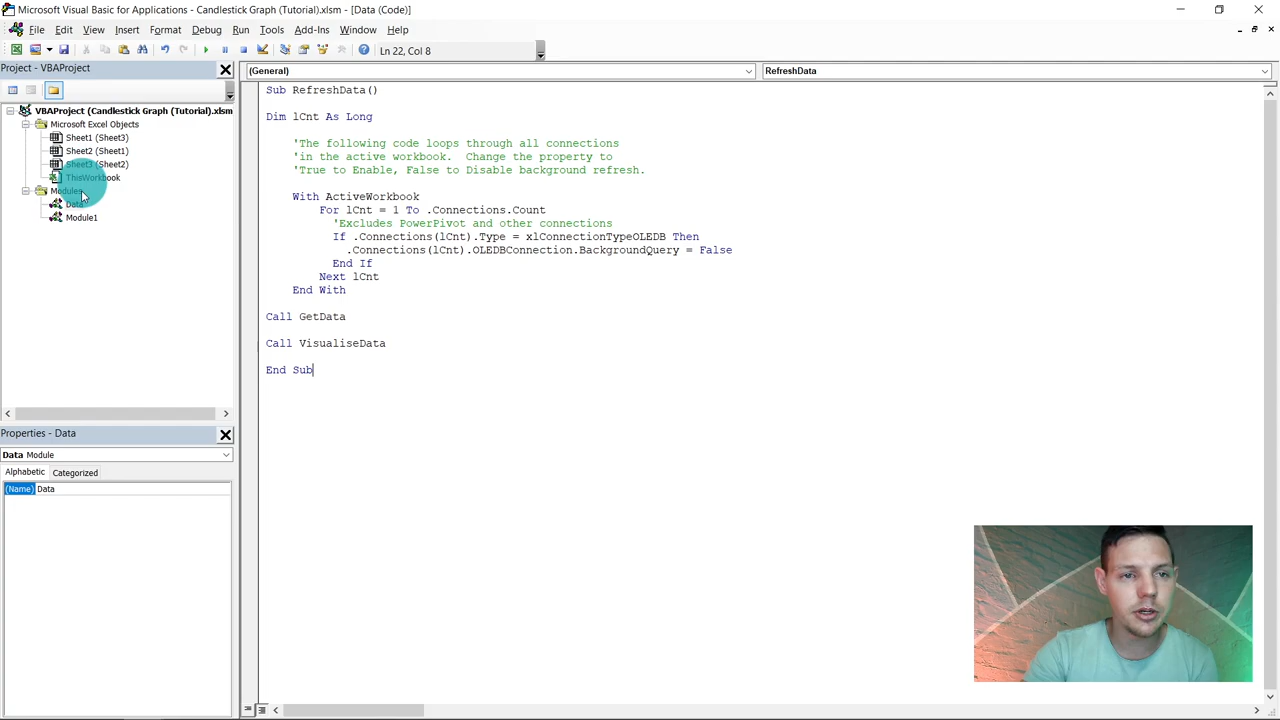 Microsoft Visual Basic for Applications - Candlestick Graph (Tutorial).xlsm - [Data (Code)]
File Edit View Insert Format Debug Run Tools Add-Ins Window Help
Ln 22, Col 8
Project - VBAProject
VBAProject (Candlestick Graph (Tutorial).xlsm
Microsoft Excel Objects
Sheet1 (Sheet3)
Sheet2 (Sheet1)
Sheet3 (Sheet2)
ThisWorkbook
Modules
Data
Module1
Properties - Data
Data Module
Alphabetic Categorized
(Name) Data
(General) RefreshData
Sub RefreshData()
Dim lCnt As Long
'The following code loops through all connections
'in the active workbook.  Change the property to
'True to Enable, False to Disable background refresh.
With ActiveWorkbook
For lCnt = 1 To .Connections.Count
'Excludes PowerPivot and other connections
If .Connections(lCnt).Type = xlConnectionTypeOLEDB Then
.Connections(lCnt).OLEDBConnection.BackgroundQuery = False
End If
Next lCnt
End With
Call GetData
Call VisualiseData
End Sub